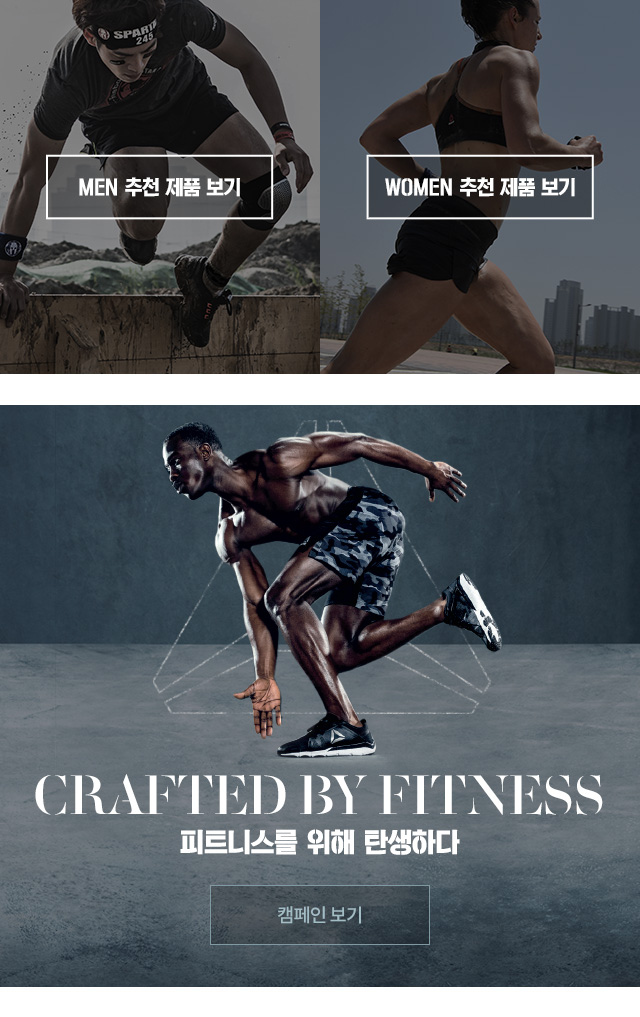 SPARTAN
245
MEN 추천 제품 보기
WOMEN 추천 제품 보기
CRAFTED BY FITNESS
피트니스를 위해 탄생하다
캠페인 보기